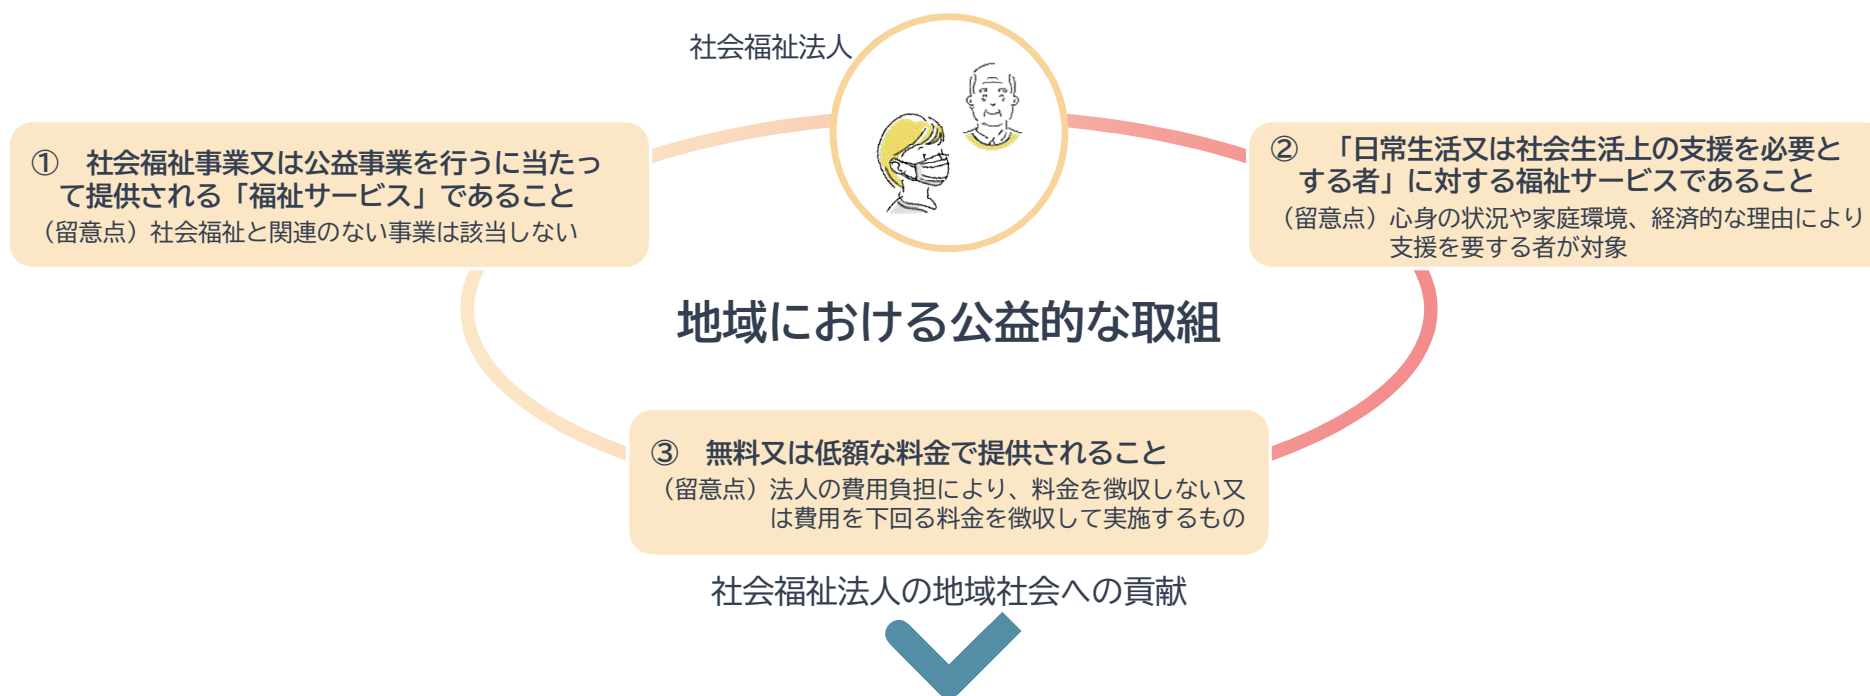 社会福祉法人
① 社会福祉事業又は公益事業を行うに当たっ
て提供される「福祉サービス」であること
（留意点）社会福祉と関連のない事業は該当しない
② 「日常生活又は社会生活上の支援を必要と
する者」に対する福祉サービスであること
（留意点）心身の状況や家庭環境、経済的な理由により
支援を要する者が対象
地域における公益的な取組
③ 無料又は低額な料金で提供されること
（留意点）法人の費用負担により、料金を徴収しない又
は費用を下回る料金を徴収して実施するもの
社会福祉法人の地域社会への貢献